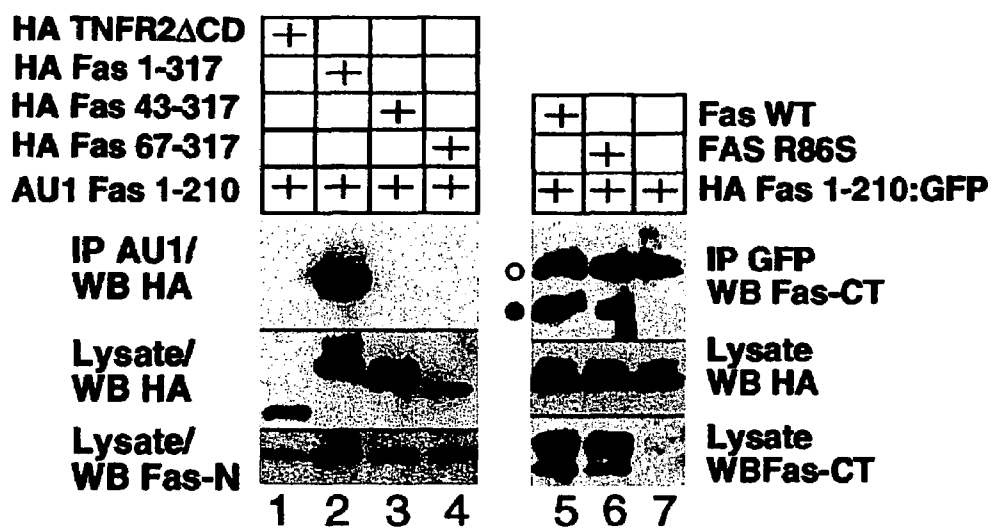 HA TNFR2ΔCD
HA Fas 1-317
HA Fas 43-317
HA Fas 67-317
AU1 Fas 1-210
+
+
+
+
+ + + +
Fas WT
FAS R86S
HA Fas 1-210:GFP
+
+
+ + +
IP AU1/
WB HA
Lysate/
WB HA
Lysate/
WB Fas-N
IP GFP
WB Fas-CT
Lysate
WB HA
Lysate
WBFas-CT
1 2 3 4
5 6 7